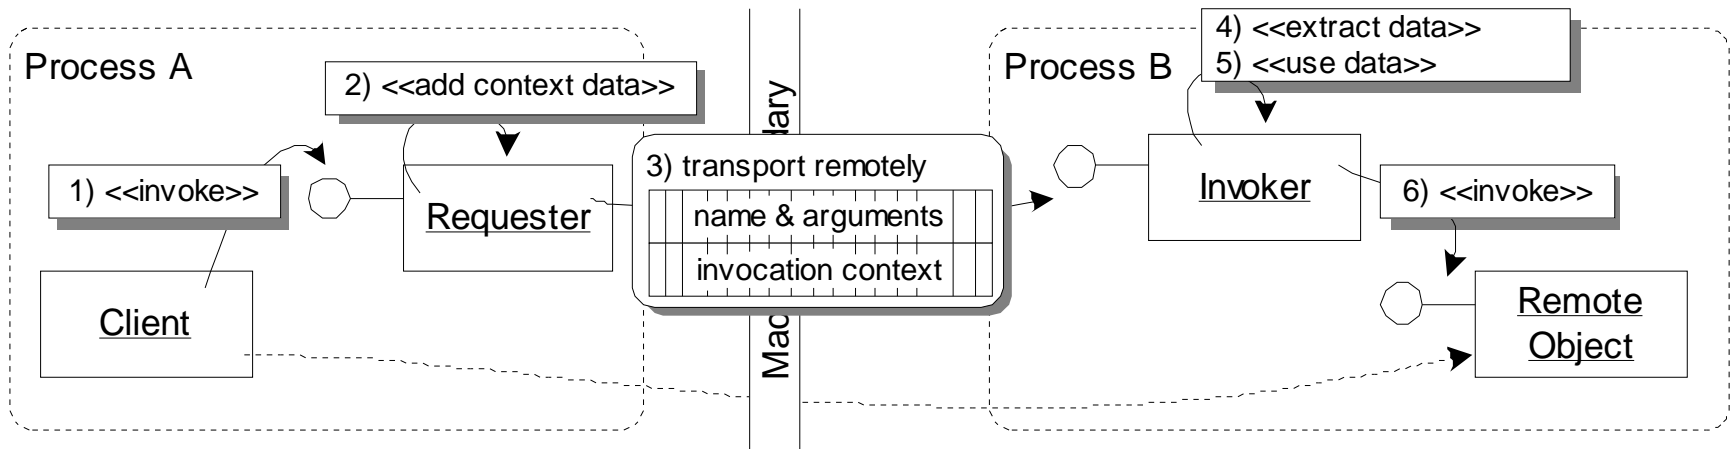 Process A
1) <<invoke>>
2) <<add context data>>
Requester
Client
3) transport remotely
name & arguments
invocation context
Process B
4) <<extract data>>
5) <<use data>>
Invoker
6) <<invoke>>
Remote
Object